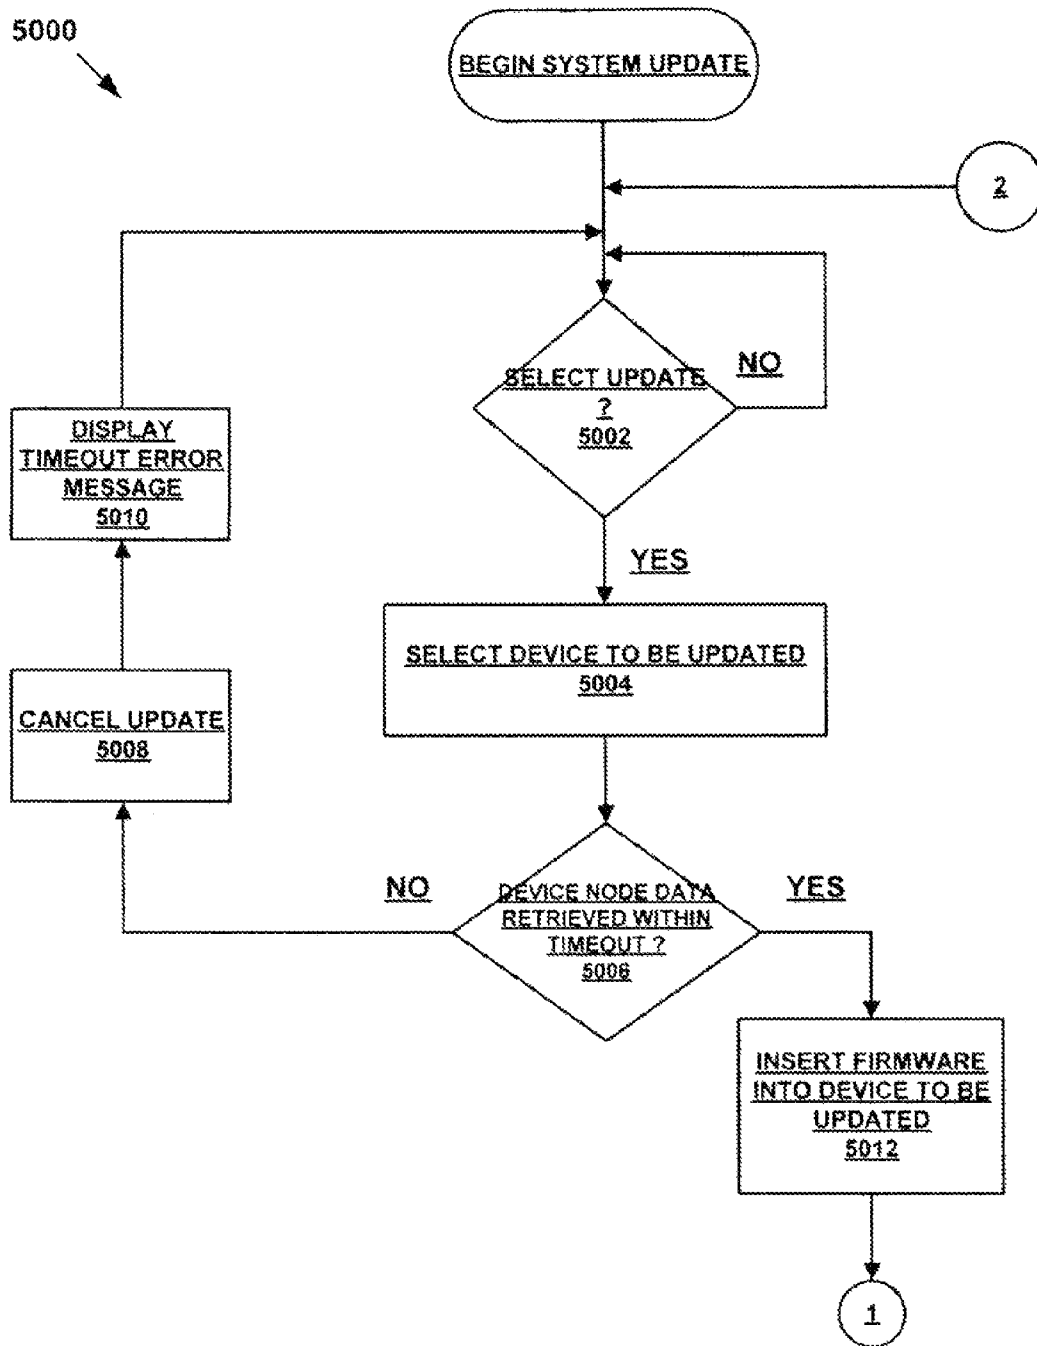 5000
BEGIN SYSTEM UPDATE
2
SELECT UPDATE
?
5002
NO
YES
DISPLAY
TIMEOUT ERROR
MESSAGE
5010
SELECT DEVICE TO BE UPDATED
5004
CANCEL UPDATE
5008
NO
DEVICE NODE DATA
RETRIEVED WITHIN
TIMEOUT ?
5006
YES
INSERT FIRMWARE
INTO DEVICE TO BE
UPDATED
5012
1